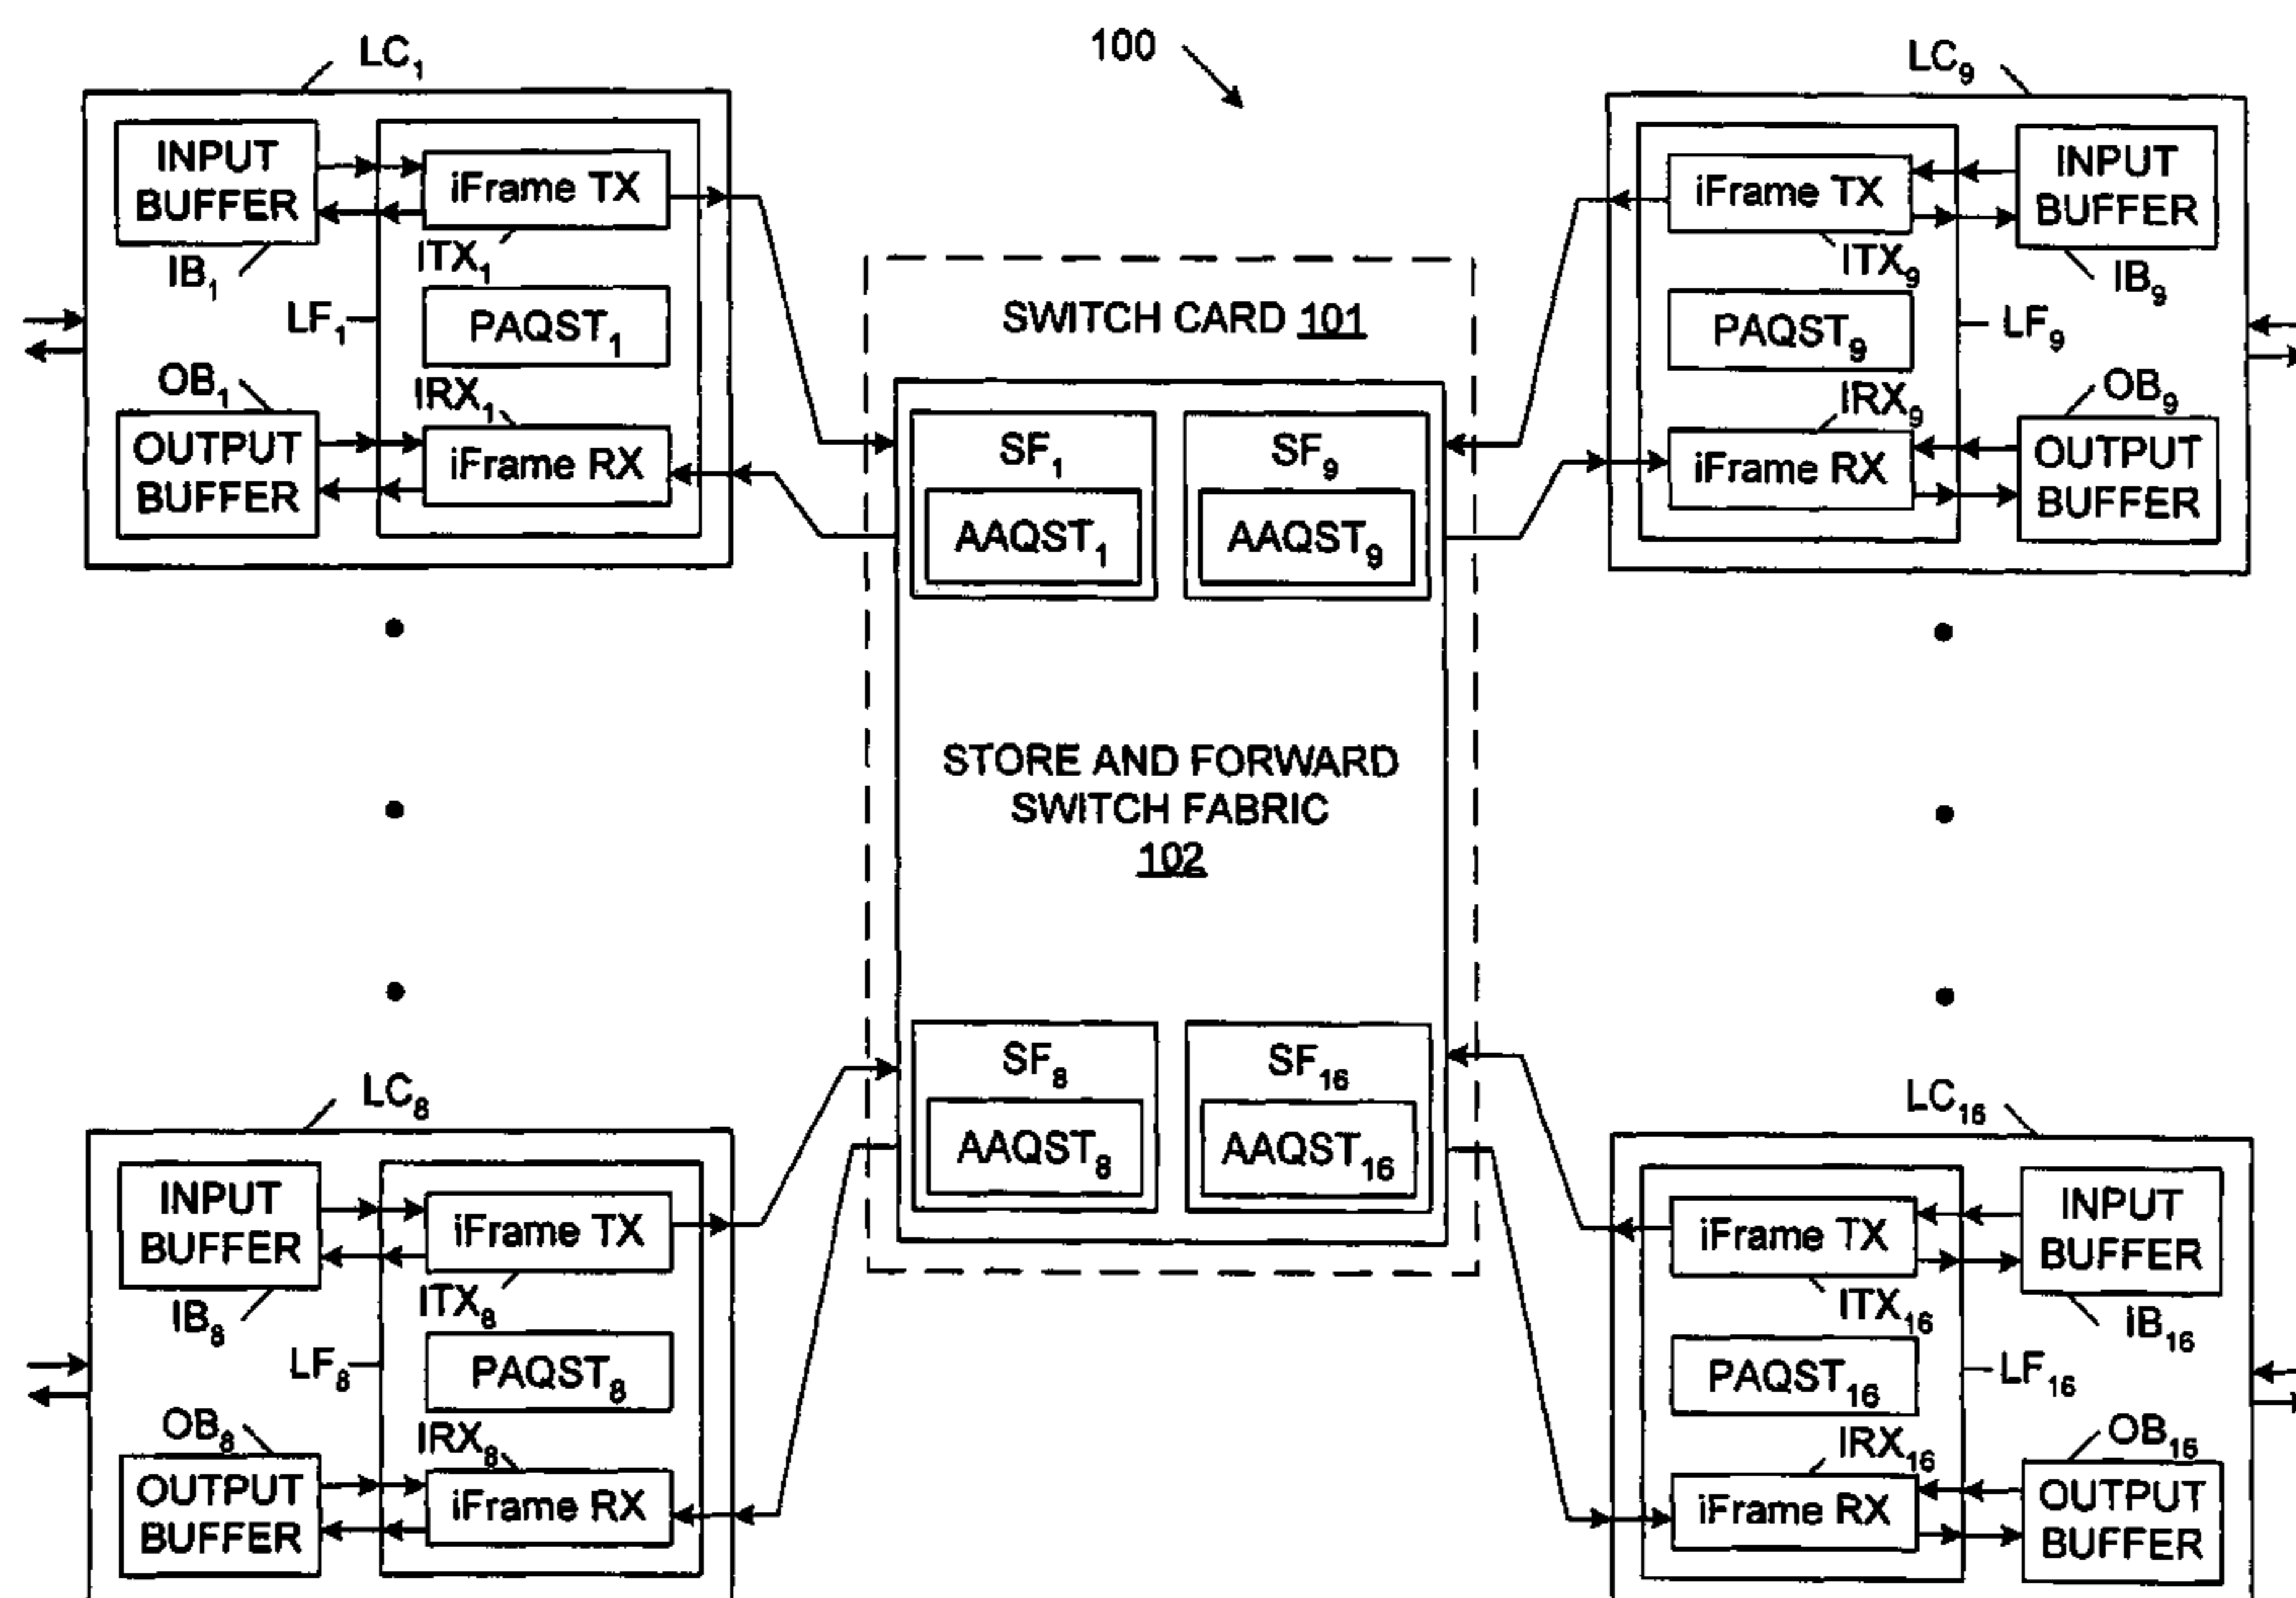 100
LC₁
INPUT
BUFFER
IB₁
iFrame TX
ITX₁
LF₁
PAQST₁
OB₁
IRX₁
OUTPUT
BUFFER
iFrame RX
SWITCH CARD 101
SF₁
AAQST₁
SF₉
AAQST₉
STORE AND FORWARD
SWITCH FABRIC
102
SF₈
AAQST₈
SF₁₆
AAQST₁₆
LC₉
iFrame TX
INPUT
BUFFER
ITX₉
IB₉
PAQST₉
LF₉
IRX₉
OB₉
iFrame RX
OUTPUT
BUFFER
LC₈
INPUT
BUFFER
IB₈
iFrame TX
ITX₈
LF₈
PAQST₈
OB₈
IRX₈
OUTPUT
BUFFER
iFrame RX
LC₁₆
iFrame TX
INPUT
BUFFER
ITX₁₆
IB₁₆
PAQST₁₆
LF₁₆
IRX₁₆
OB₁₆
iFrame RX
OUTPUT
BUFFER